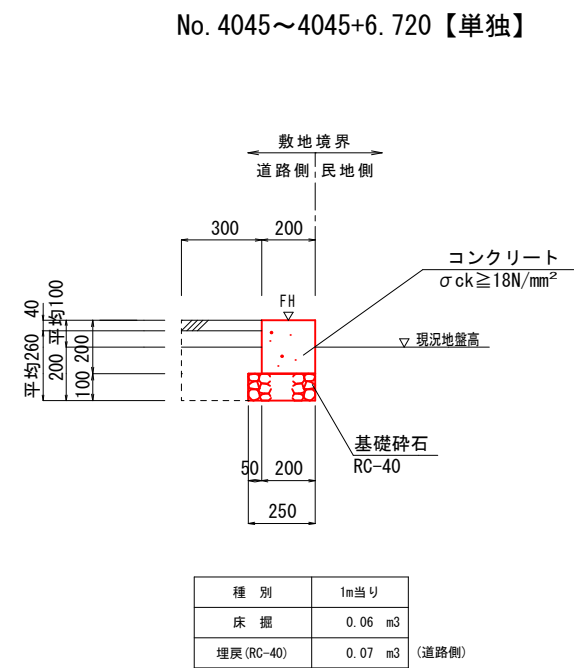 No.4045～4045+6.720【単独】
敷地境界
道路側 民地側
300 200
コンクリート
σck≧18N/mm²
FH
40
平均100
平均260
200
200
100
現況地盤高
基礎砕石
RC-40
50 200
250
種 別 1m当り
床 掘 0.06 m3
埋戻(RC-40) 0.07 m3 (道路側)